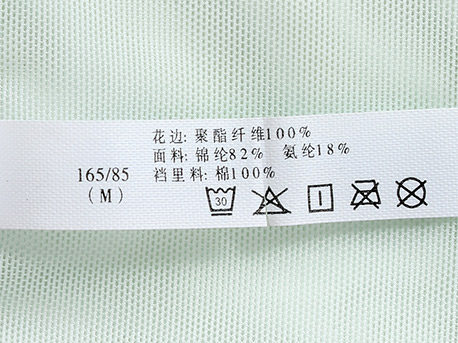 花边: 聚酯纤维100%
面料: 锦纶82% 氨纶18%
165/85
裆里料: 棉100%
(M)
30